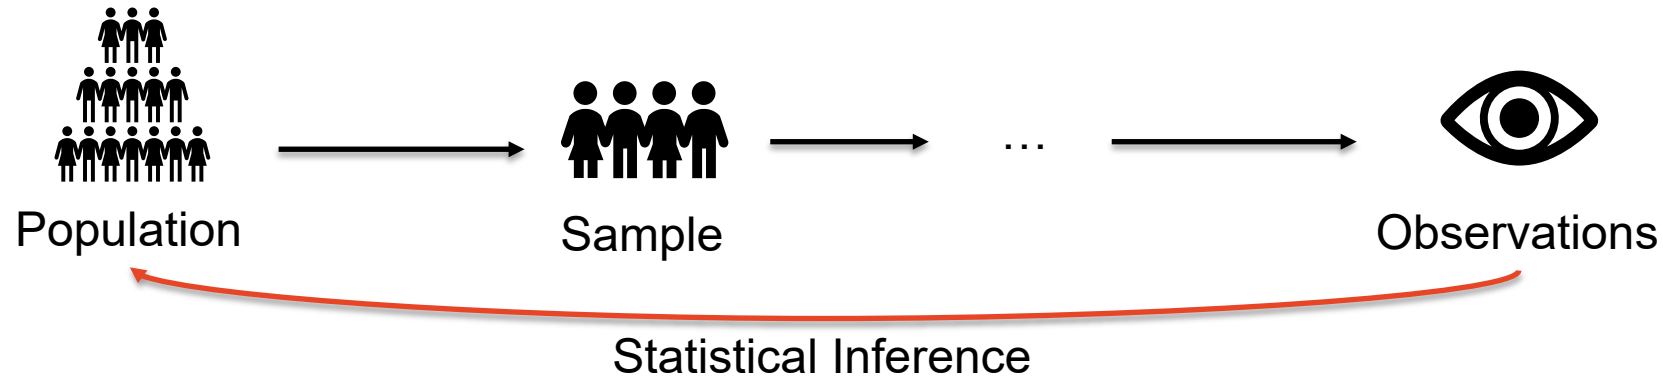 ...
Population
Sample
Observations
Statistical Inference